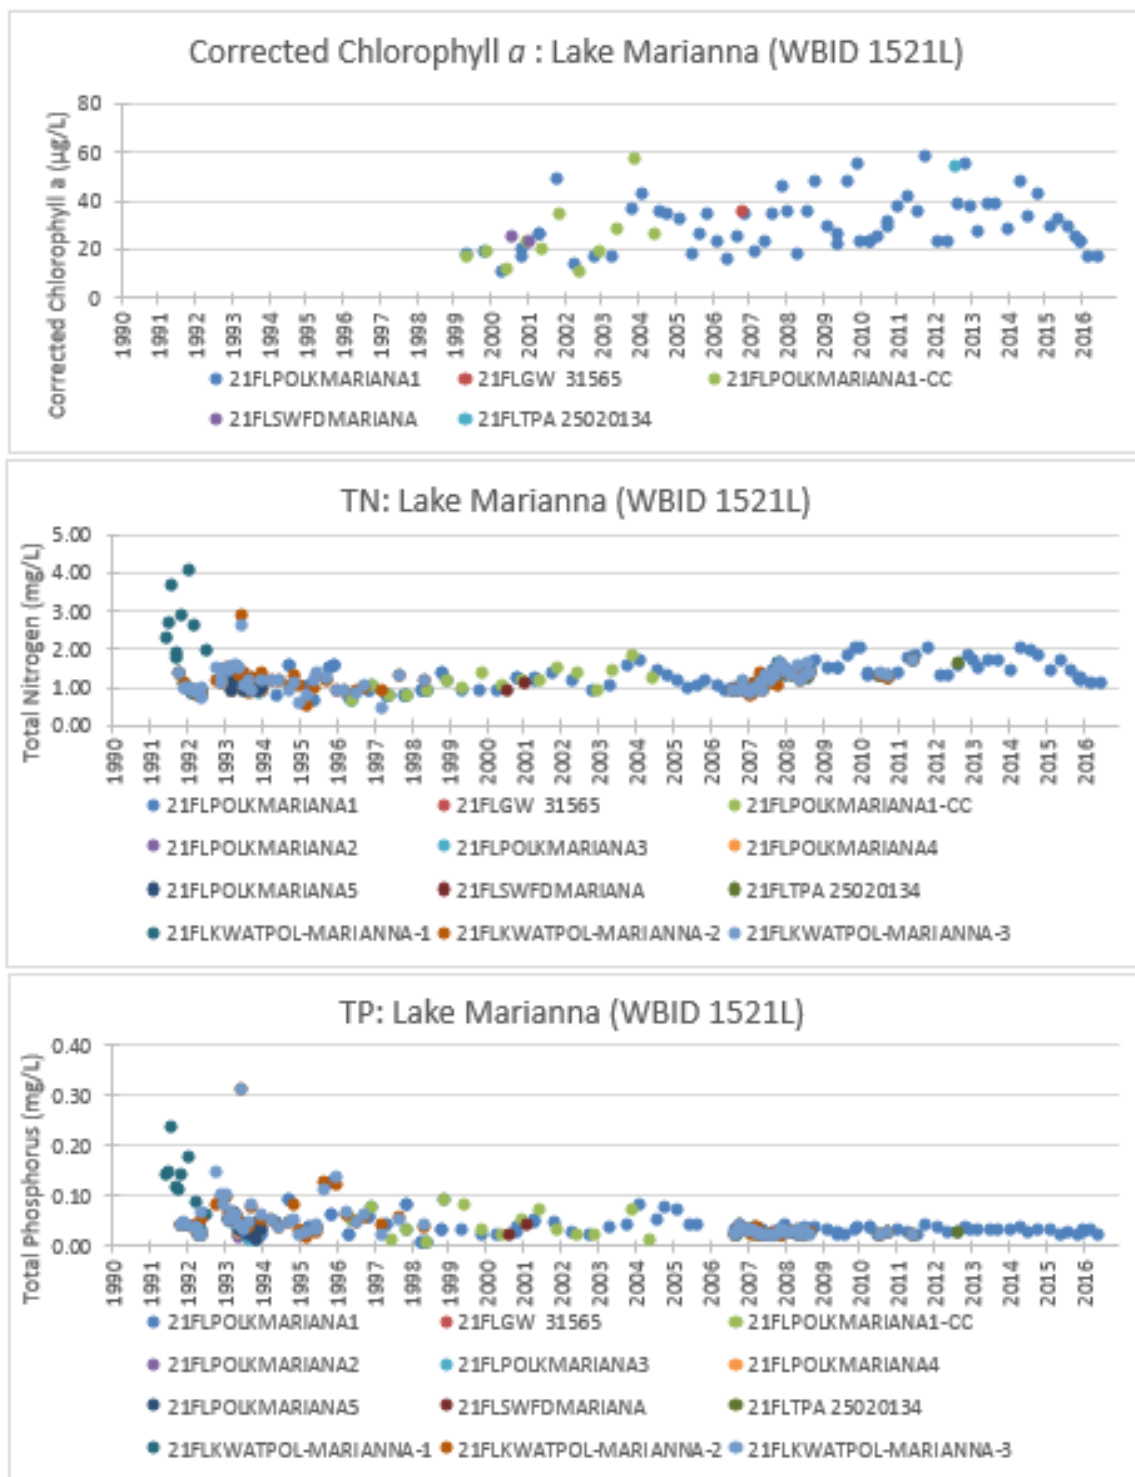 Corrected Chlorophyll a : Lake Marianna (WBID 1521L)
Corrected Chlorophyll a (µg/L)
80
60
40
20
0
1990 1991 1992 1993 1994 1995 1996 1997 1998 1999 2000 2001 2002 2003 2004 2005 2006 2007 2008 2009 2010 2011 2012 2013 2014 2015 2016
21FLPOLKMARIANA1 21FLGW 31565 21FLPOLKMARIANA1-CC
21FLSWFDMARIANA 21FLTPA 25020134
TN: Lake Marianna (WBID 1521L)
Total Nitrogen (mg/L)
5.00
4.00
3.00
2.00
1.00
0.00
1990 1991 1992 1993 1994 1995 1996 1997 1998 1999 2000 2001 2002 2003 2004 2005 2006 2007 2008 2009 2010 2011 2012 2013 2014 2015 2016
21FLPOLKMARIANA1 21FLGW 31565 21FLPOLKMARIANA1-CC
21FLPOLKMARIANA2 21FLPOLKMARIANA3 21FLPOLKMARIANA4
21FLPOLKMARIANA5 21FLSWFDMARIANA 21FLTPA 25020134
21FLKWATPOL-MARIANNA-1 21FLKWATPOL-MARIANNA-2 21FLKWATPOL-MARIANNA-3
TP: Lake Marianna (WBID 1521L)
Total Phosphorus (mg/L)
0.40
0.30
0.20
0.10
0.00
1990 1991 1992 1993 1994 1995 1996 1997 1998 1999 2000 2001 2002 2003 2004 2005 2006 2007 2008 2009 2010 2011 2012 2013 2014 2015 2016
21FLPOLKMARIANA1 21FLGW 31565 21FLPOLKMARIANA1-CC
21FLPOLKMARIANA2 21FLPOLKMARIANA3 21FLPOLKMARIANA4
21FLPOLKMARIANA5 21FLSWFDMARIANA 21FLTPA 25020134
21FLKWATPOL-MARIANNA-1 21FLKWATPOL-MARIANNA-2 21FLKWATPOL-MARIANNA-3